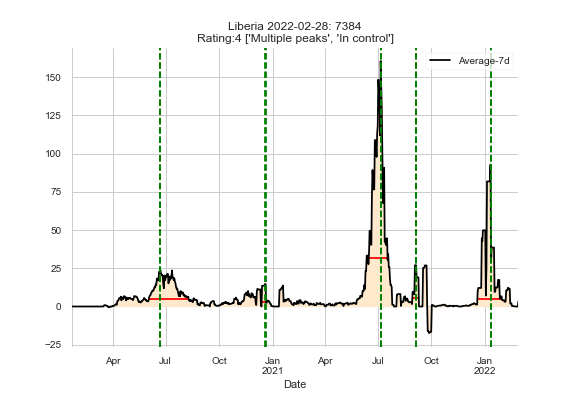 Liberia 2022-02-28: 7384
Rating:4 ['Multiple peaks', 'In control']
Average-7d
150
125
100
75
50
25
0
−25
Apr
Jul
Oct
Jan
2021
Apr
Jul
Oct
Jan
2022
Date